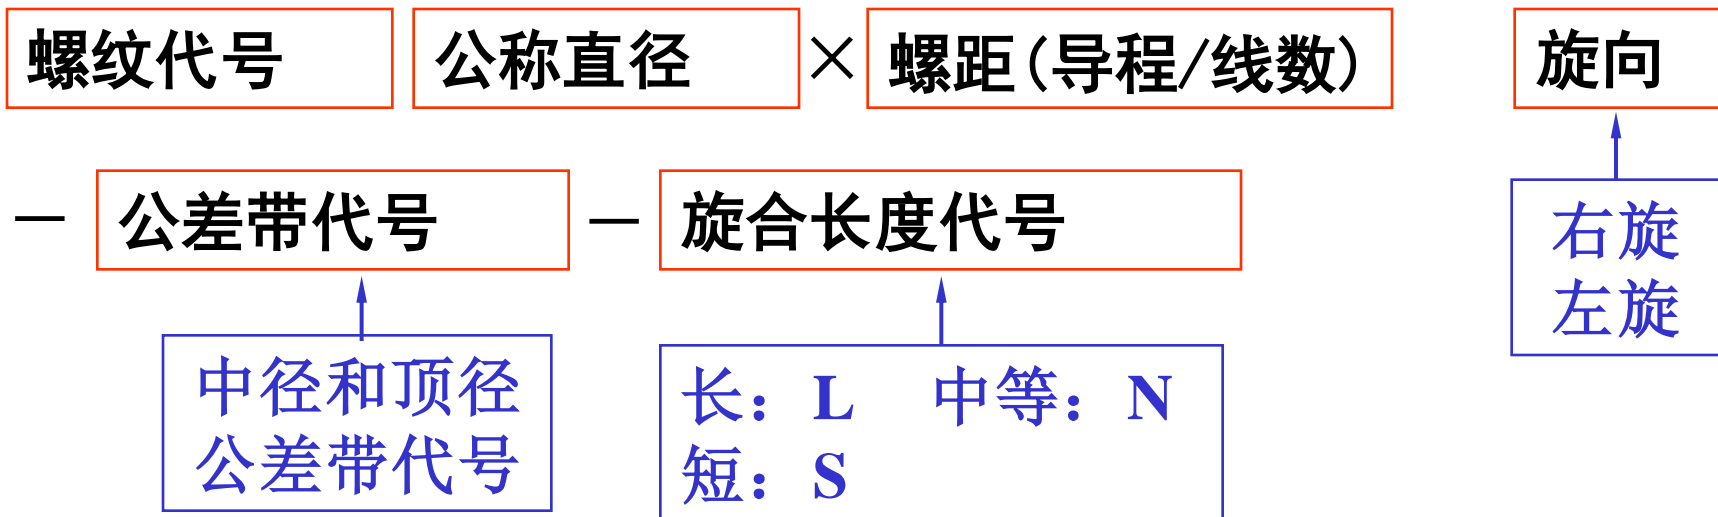 螺纹代号 公称直径 × 螺距(导程/线数) 旋向
— 公差带代号 — 旋合长度代号
右旋
左旋
中径和顶径
公差带代号
长：L 中等：N
短：S